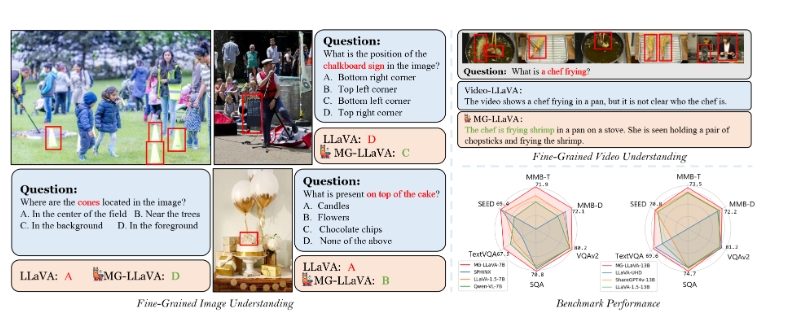 Question:
What is the position of the
chalkboard sign in the image?
A. Bottom right corner
B. Top left corner
C. Bottom left corner
D. Top right corner
LLaVA: D
MG-LLaVA: C
Question:
Where are the cones located in the image?
A. In the center of the field B. Near the trees
C. In the background D. In the foreground
LLaVA: A MG-LLaVA: D
Question:
What is present on top of the cake?
A. Candles
B. Flowers
C. Chocolate chips
D. None of the above
LLaVA: A
MG-LLaVA: B
Fine-Grained Image Understanding
Question: What is a chef frying?
Video-LLaVA:
The video shows a chef frying in a pan, but it is not clear who the chef is.
MG-LLaVA:
The chef is frying shrimp in a pan on a stove. She is seen holding a pair of
chopsticks and frying the shrimp.
Fine-Grained Video Understanding
MMB-T
71.9
SEED 69.4
MMB-D
72.5
TextVQA 67.3
80.2
VQAv2
70.8
SQA
MG-LLaVA-7B
SPHINX
LLaVA-1.5-7B
Qwen-VL-7B
MMB-T
73.5
SEED 70.8
MMB-D
72.2
TextVQA 69.6
81.2
VQAv2
74.7
SQA
MG-LLaVA-13B
LLaVA-UHD
ShareGPT4v-13B
LLaVA-1.5-13B
Benchmark Performance